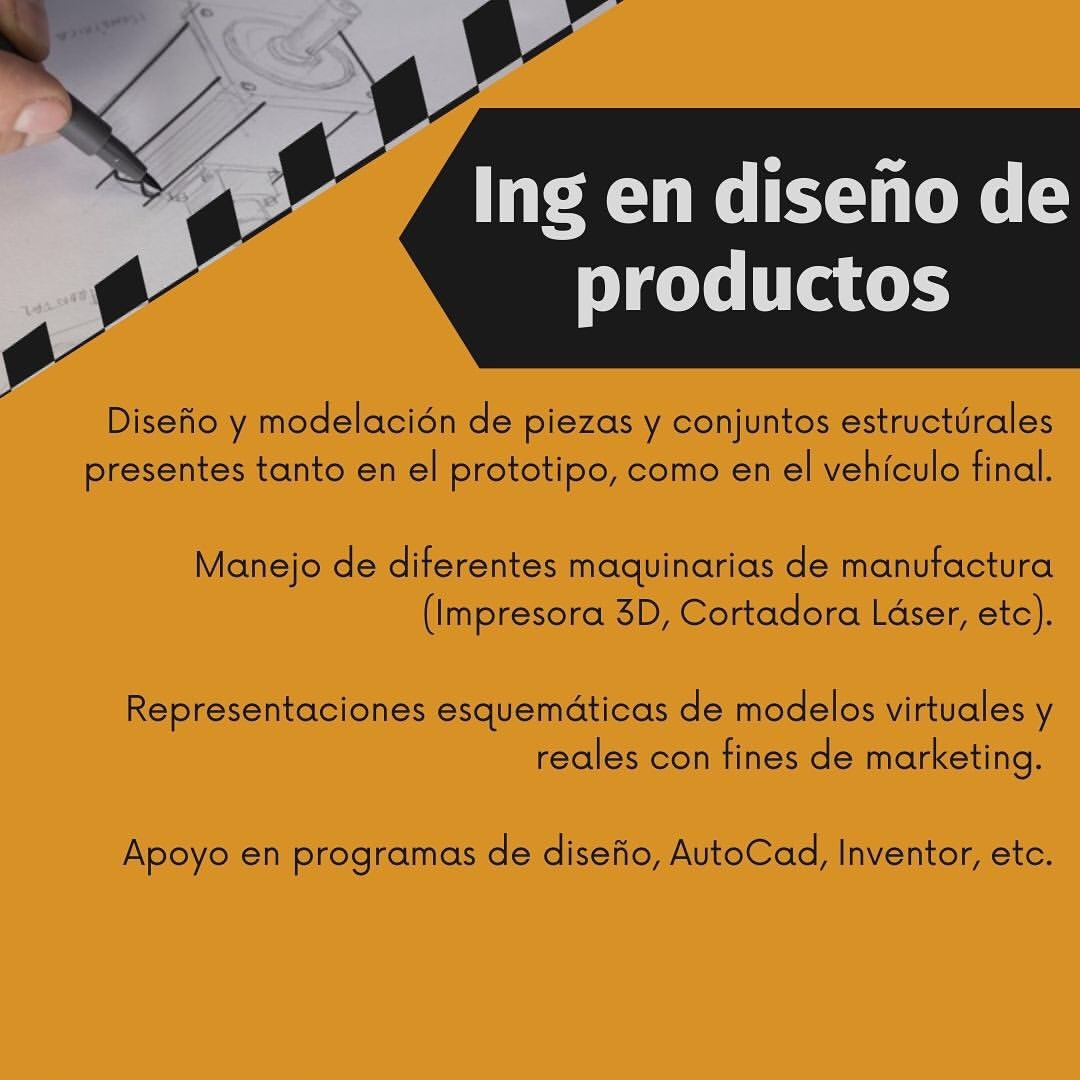 Ing en diseño de
productos
Diseño y modelación de piezas y conjuntos estructúrales
presentes tanto en el prototipo, como en el vehículo final.
Manejo de diferentes maquinarias de manufactura
(Impresora 3D, Cortadora Láser, etc).
Representaciones esquemáticas de modelos virtuales y
reales con fines de marketing.
Apoyo en programas de diseño, AutoCad, Inventor, etc.